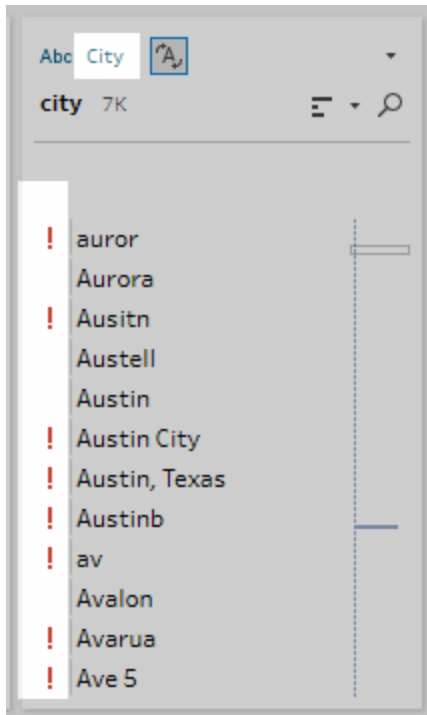 Abc City A
city 7K
! auror
Aurora
! Ausitn
Austell
Austin
! Austin City
! Austin, Texas
! Austinb
! av
Avalon
! Avarua
! Ave 5